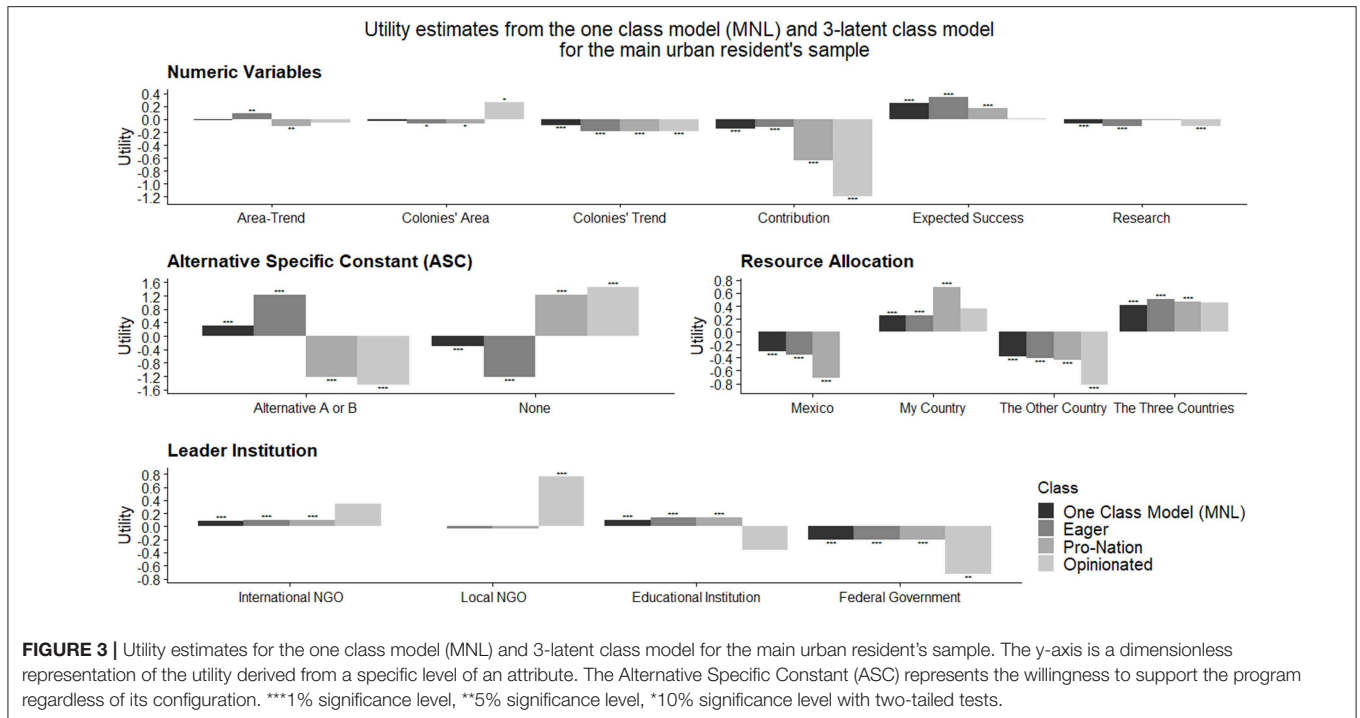 Utility estimates from the one class model (MNL) and 3-latent class model
for the main urban resident's sample
Numeric Variables
0.4
0.2
0.0
-0.2
-0.4
-0.6
-0.8
-1.0
-1.2
Utility
** ** * * * *** *** *** *** *** *** *** *** *** *** *** *** *** ***
Area-Trend Colonies' Area Colonies' Trend Contribution Expected Success Research
Alternative Specific Constant (ASC)
1.6
1.2
0.8
0.4
0.0
-0.4
-0.8
-1.2
-1.6
Utility
*** *** *** *** *** *** *** ***
Alternative A or B None
Resource Allocation
0.8
0.6
0.4
0.2
0.0
-0.2
-0.4
-0.6
-0.8
Utility
*** *** *** *** *** *** *** *** *** *** *** *** ***
Mexico My Country The Other Country The Three Countries
Leader Institution
0.8
0.6
0.4
0.2
0.0
-0.2
-0.4
-0.6
-0.8
Utility
*** *** *** *** *** *** *** *** *** *** **
International NGO Local NGO Educational Institution Federal Government
Class
One Class Model (MNL)
Eager
Pro-Nation
Opinionated
FIGURE 3 | Utility estimates for the one class model (MNL) and 3-latent class model for the main urban resident's sample. The y-axis is a dimensionless
representation of the utility derived from a specific level of an attribute. The Alternative Specific Constant (ASC) represents the willingness to support the program
regardless of its configuration. ***1% significance level, **5% significance level, *10% significance level with two-tailed tests.